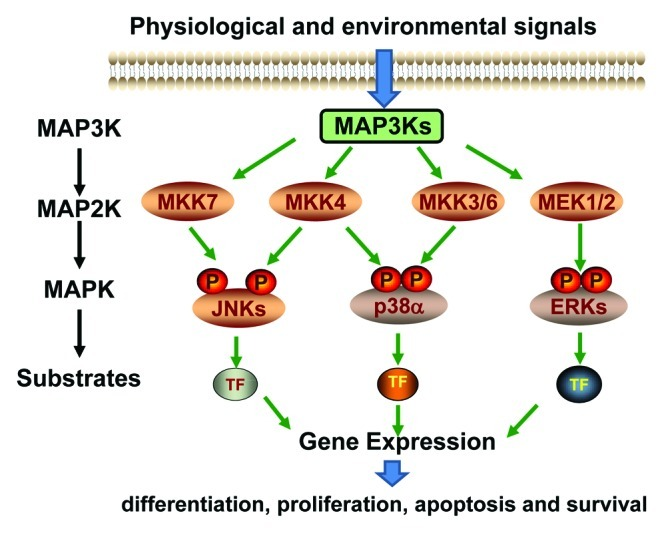 Physiological and environmental signals
MAP3K
MAP3Ks
MAP2K
MKK7
MKK4
MKK3/6
MEK1/2
MAPK
P P
P P
P P
JNKs
p38α
ERKs
Substrates
TF
TF
TF
Gene Expression
differentiation, proliferation, apoptosis and survival